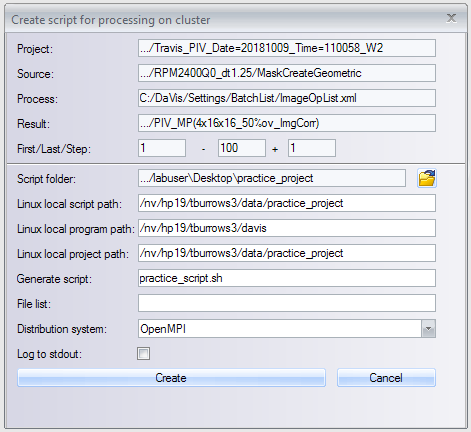 Create script for processing on cluster
Project: .../Travis_PIV_Date=20181009_Time=110058_W2
Source: .../RPM2400Q0_dt1.25/MaskCreateGeometric
Process: C:/DaVis/Settings/BatchList/ImageOpList.xml
Result: .../PIV_MP(4x16x16_50%ov_ImgCorr)
First/Last/Step: 1 - 100 + 1
Script folder: .../labuser\Desktop\practice_project
Linux local script path: /nv/hp19/tburrows3/data/practice_project
Linux local program path: /nv/hp19/tburrows3/davis
Linux local project path: /nv/hp19/tburrows3/data/practice_project
Generate script: practice_script.sh
File list:
Distribution system: OpenMPI
Log to stdout:
Create Cancel